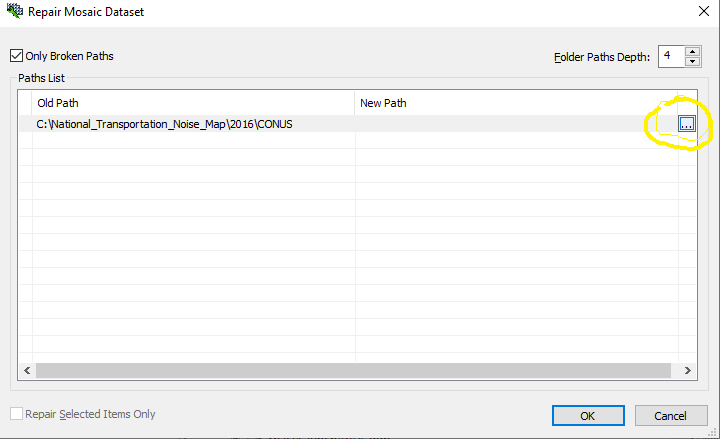 Repair Mosaic Dataset
Only Broken Paths
Folder Paths Depth: 4
Paths List
Old Path New Path
C:\National_Transportation_Noise_Map\2016\CONUS ...
Repair Selected Items Only
OK Cancel